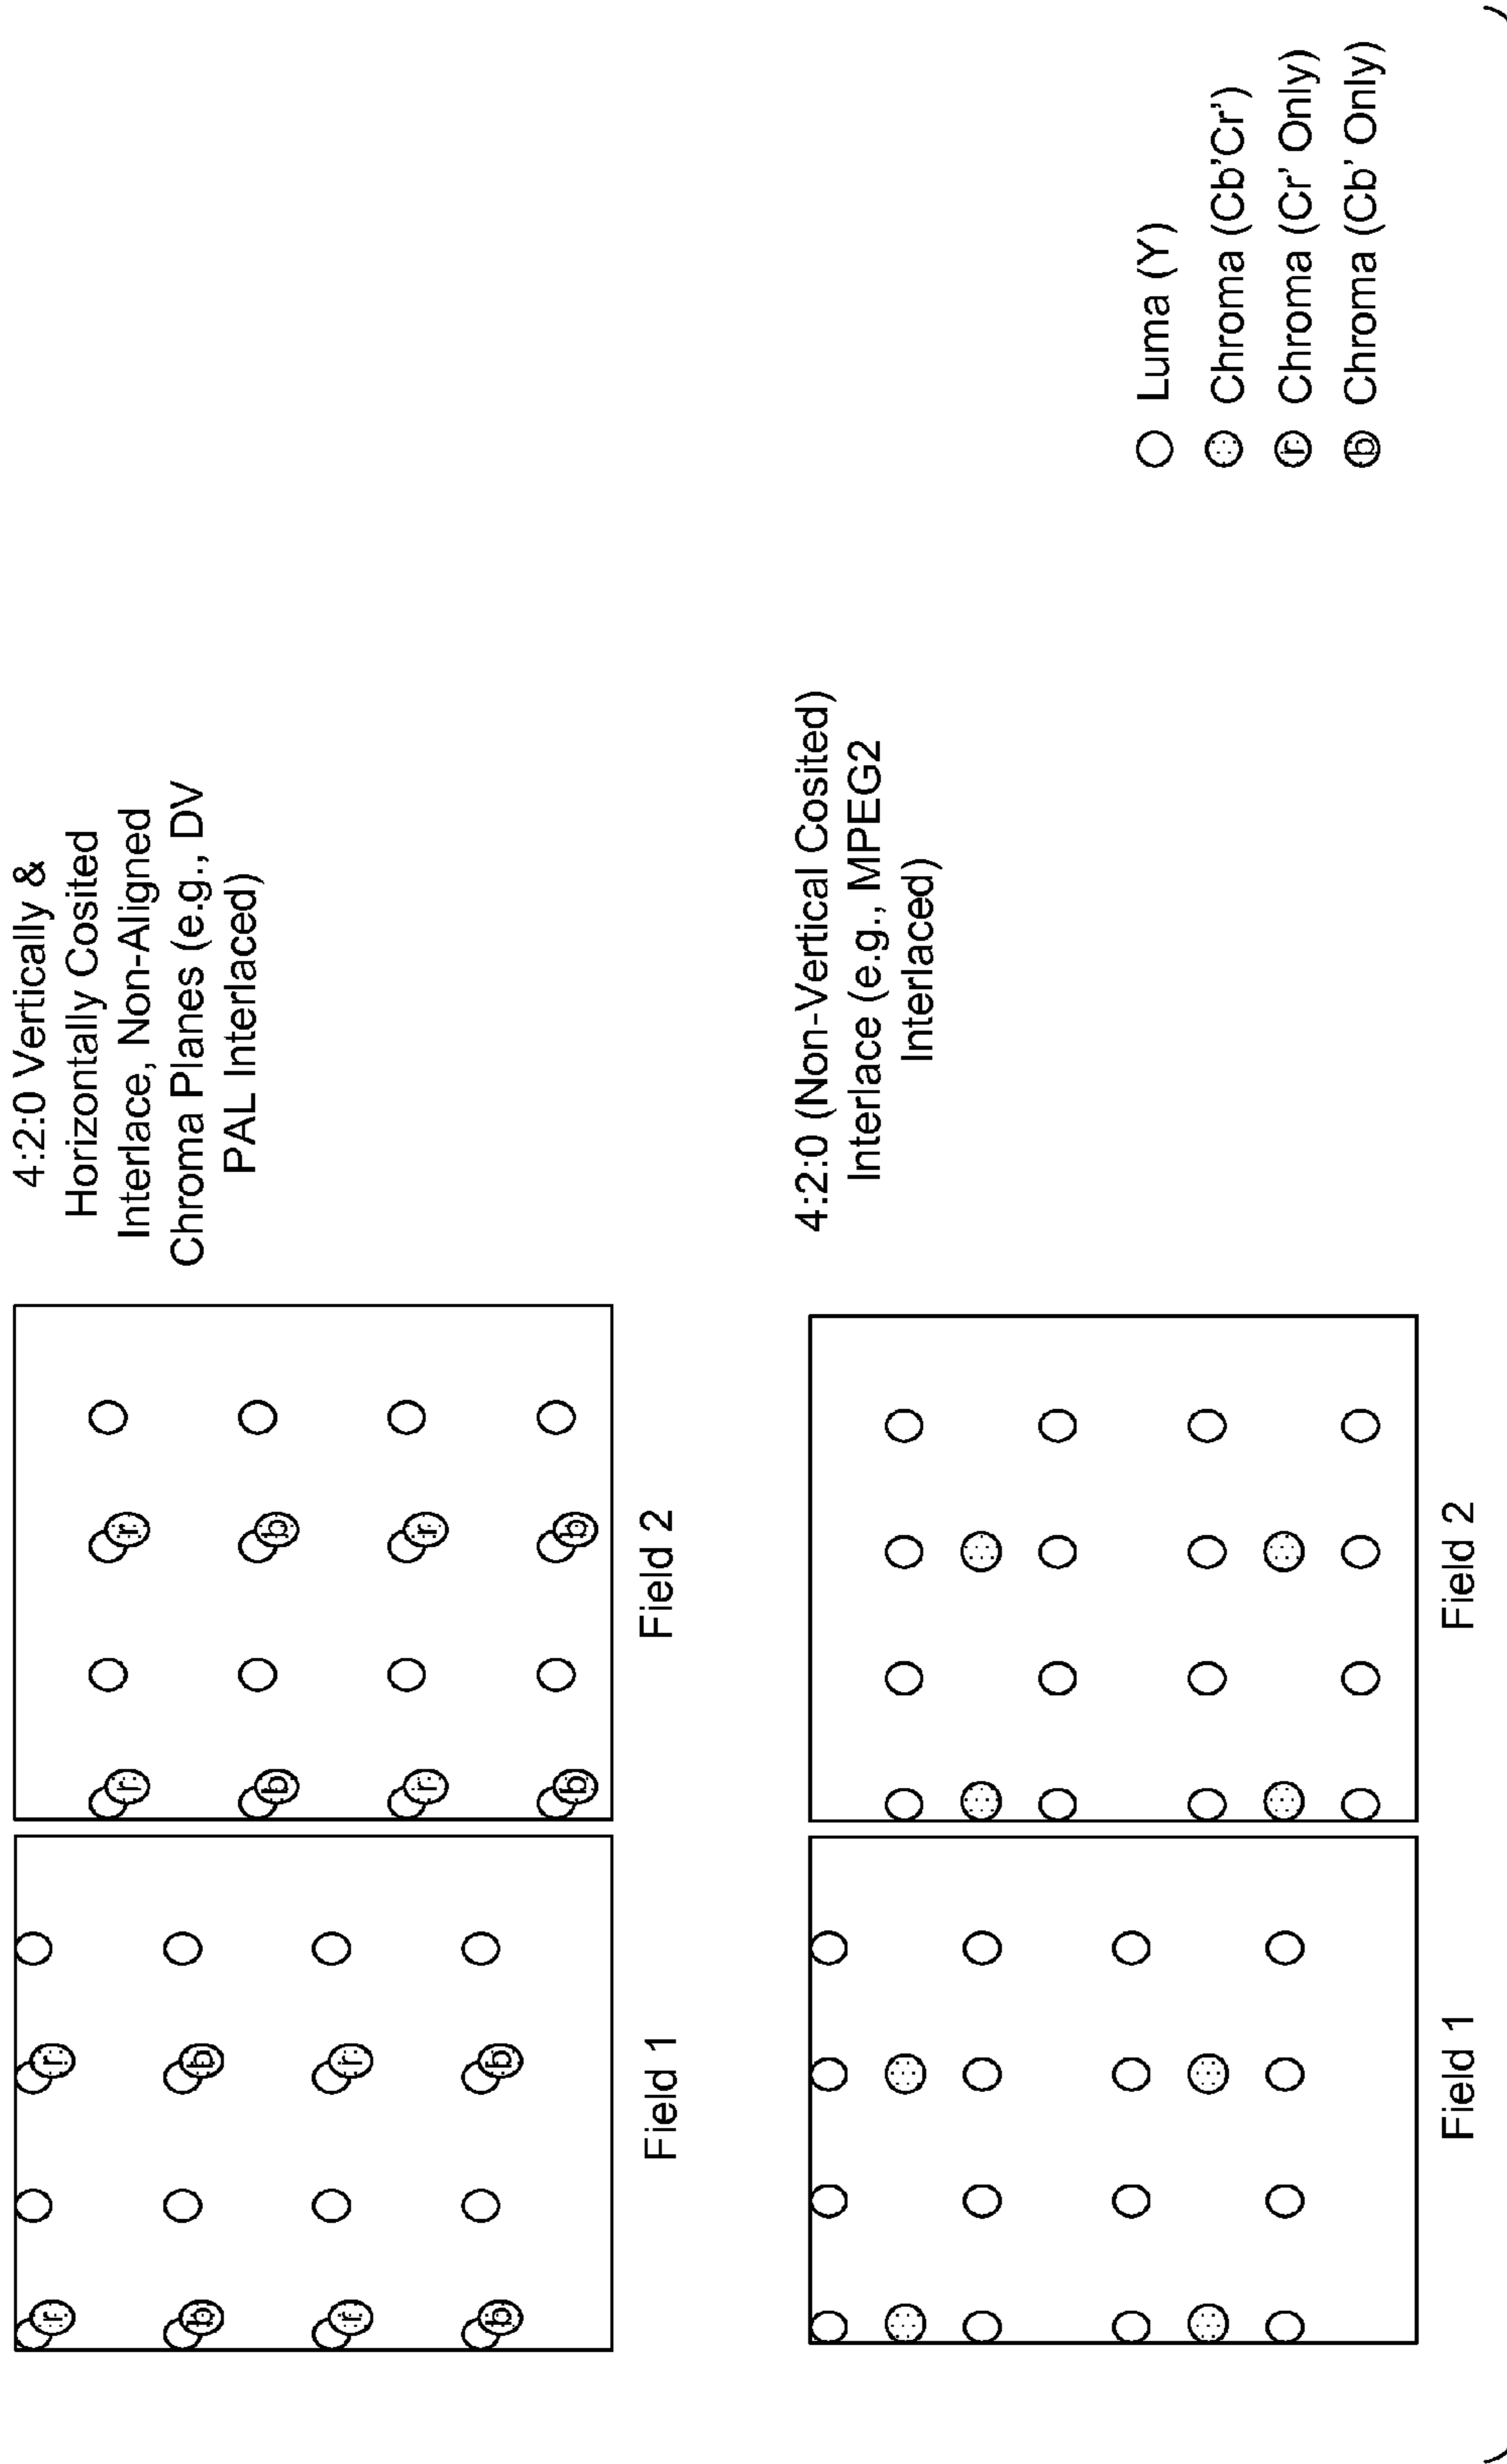 4:2:0 Vertically &
Horizontally Cosited
Interlace, Non-Aligned
Chroma Planes (e.g., DV
PAL Interlaced)
r r r r
b b b b
r r r r
b b b b
Field 1 Field 2
4:2:0 (Non-Vertical Cosited)
Interlace (e.g., MPEG2
Interlaced)
Field 1 Field 2
Luma (Y)
Chroma (Cb'Cr')
r Chroma (Cr' Only)
b Chroma (Cb' Only)